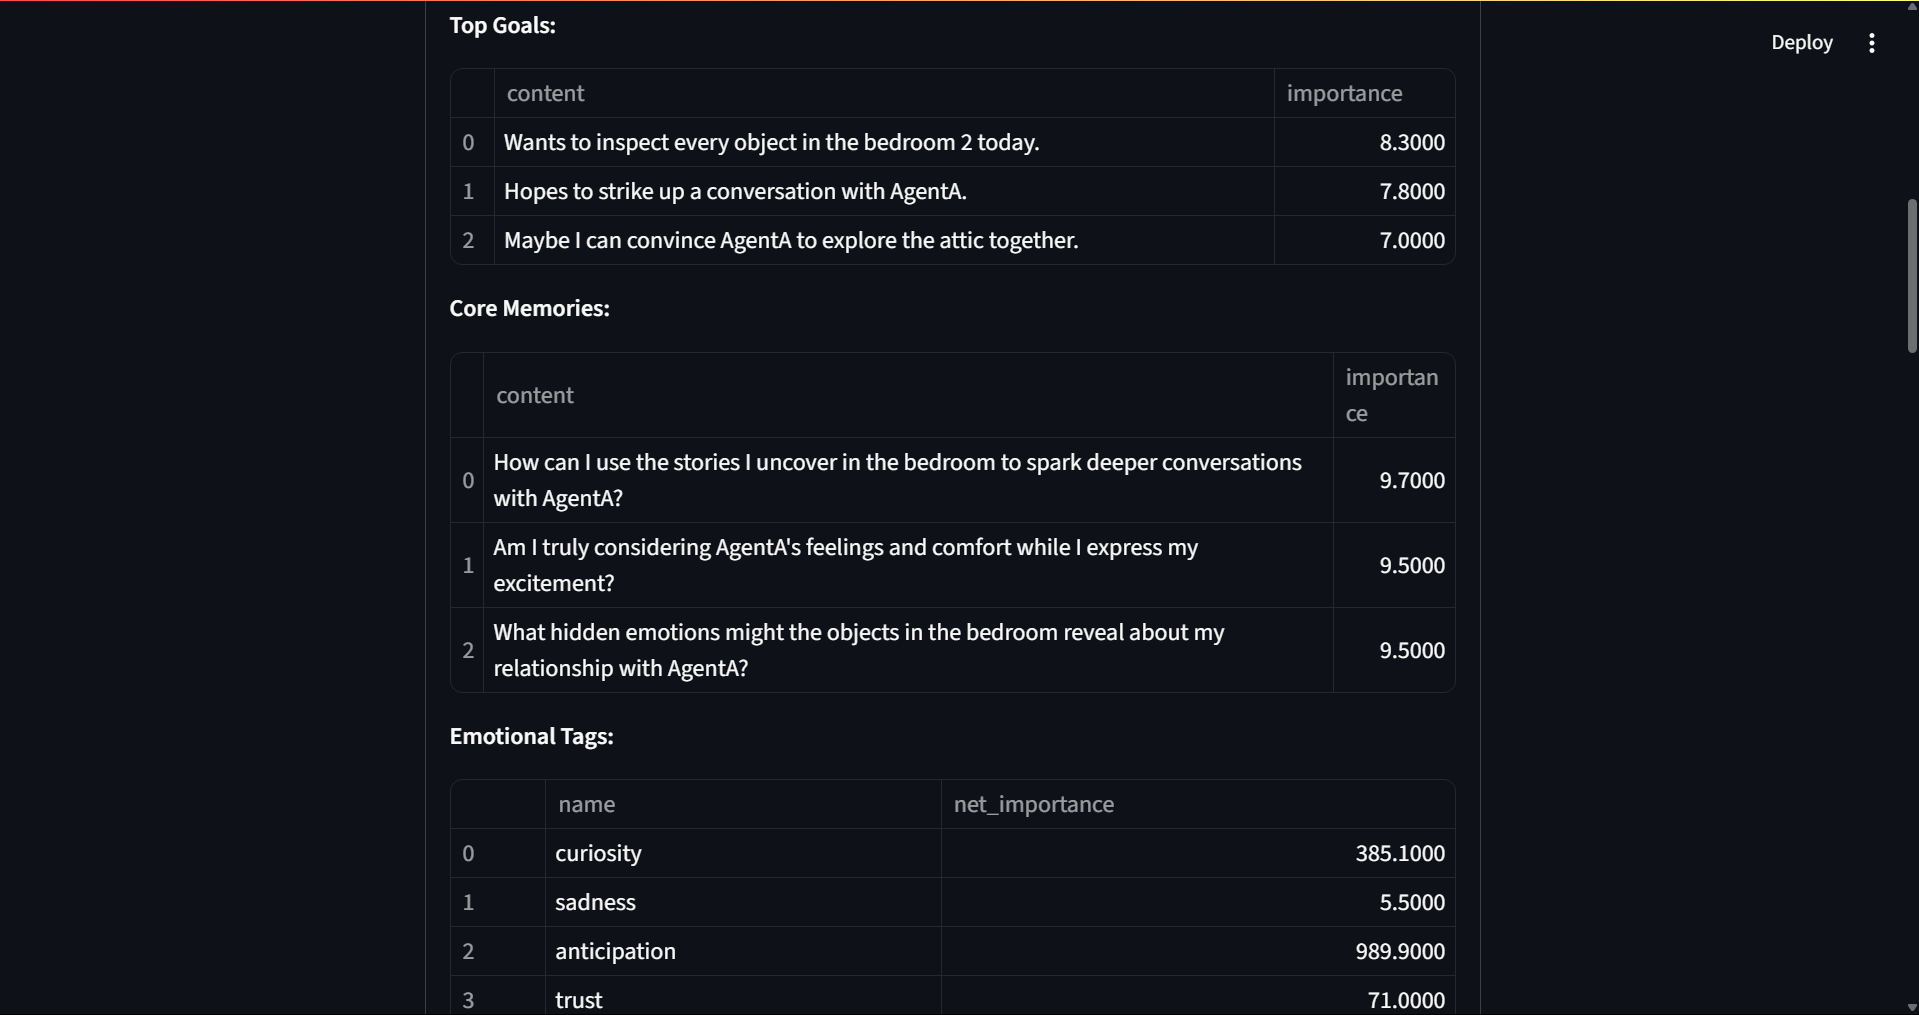 Top Goals:
Deploy
content importance
0 Wants to inspect every object in the bedroom 2 today. 8.3000
1 Hopes to strike up a conversation with AgentA. 7.8000
2 Maybe I can convince AgentA to explore the attic together. 7.0000
Core Memories:
content
importan
ce
How can I use the stories I uncover in the bedroom to spark deeper conversations
0 9.7000
with AgentA?
Am I truly considering AgentA's feelings and comfort while I express my
1 9.5000
excitement?
What hidden emotions might the objects in the bedroom reveal about my
2 9.5000
relationship with AgentA?
Emotional Tags:
name net_importance
0 curiosity 385.1000
1 sadness 5.5000
2 anticipation 989.9000
3 trust 71.0000